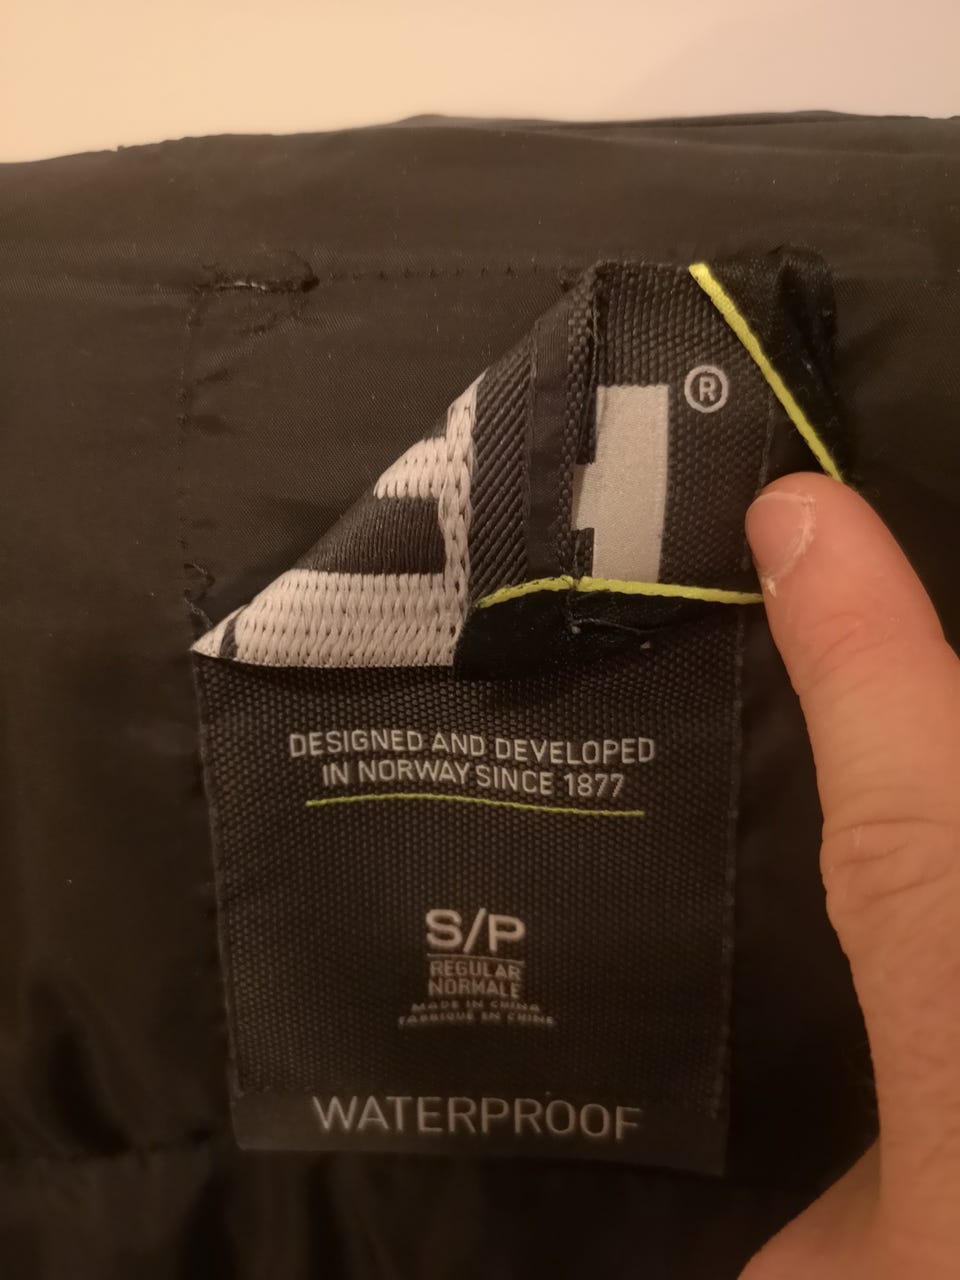 ®
DESIGNED AND DEVELOPED
IN NORWAY SINCE 1877
S/P
REGULAR
NORMALE
MADE IN CHINA
FABRIQUÉ EN CHINE
WATERPROOF